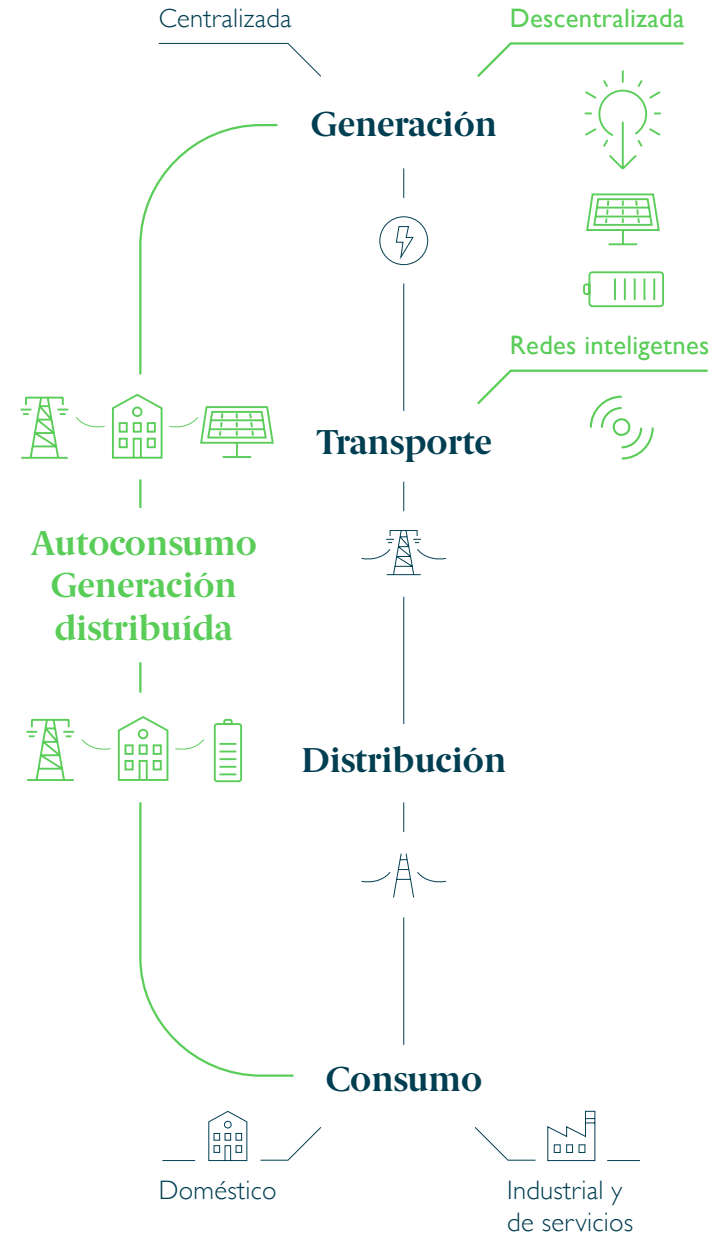 Centralizada
Descentralizada
Generación
Redes inteligetnes
Transporte
Autoconsumo
Generación
distribuída
Distribución
Consumo
Doméstico
Industrial y
de servicios